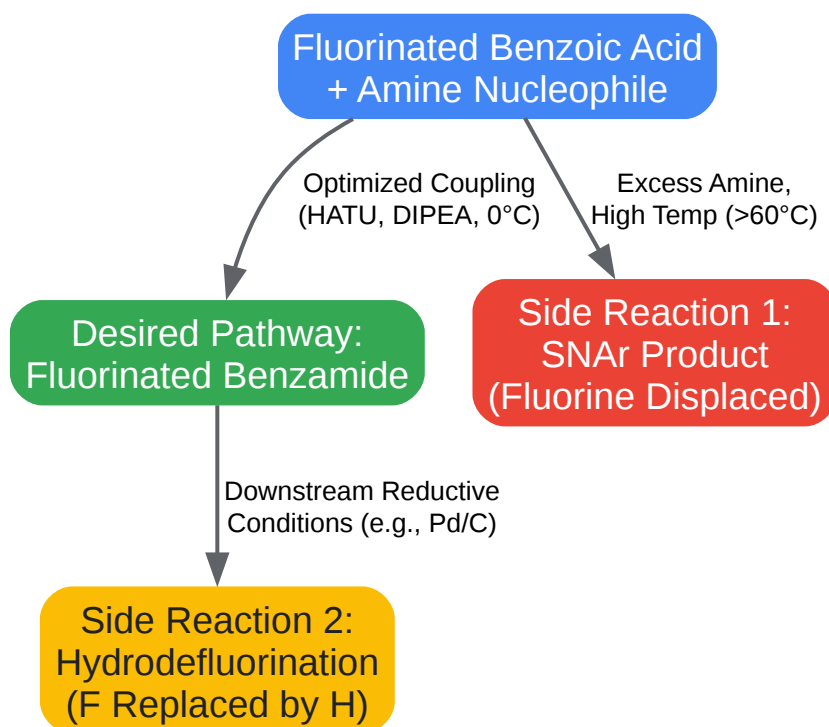 Fluorinated Benzoic Acid
+ Amine Nucleophile
Optimized Coupling
(HATU, DIPEA, 0°C)
Excess Amine,
High Temp (>60°C)
Desired Pathway:
Fluorinated Benzamide
Side Reaction 1:
SNAr Product
(Fluorine Displaced)
Downstream Reductive
Conditions (e.g., Pd/C)
Side Reaction 2:
Hydrodefluorination
(F Replaced by H)